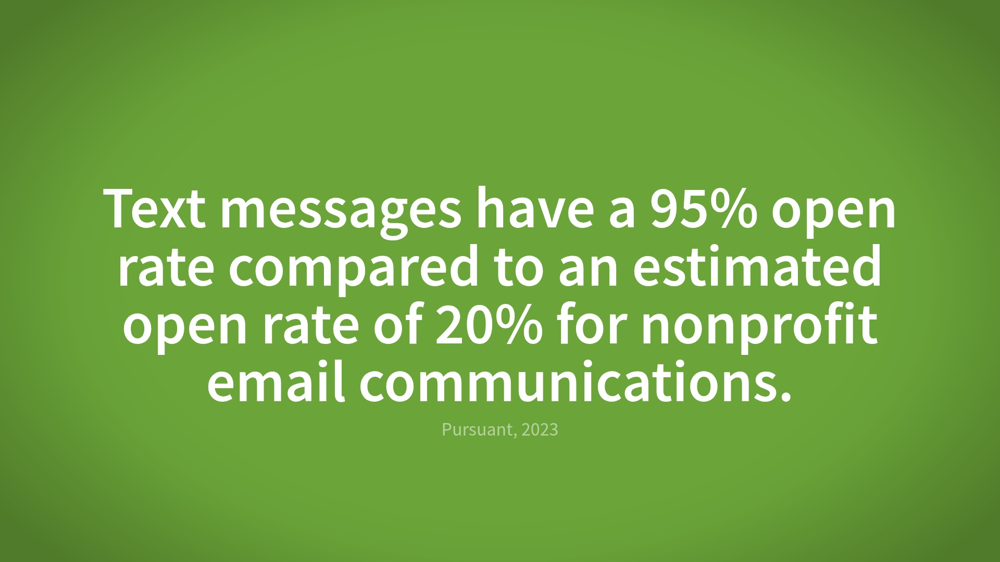 Text messages have a 95% open
rate compared to an estimated
open rate of 20% for nonprofit
email communications.
Pursuant, 2023